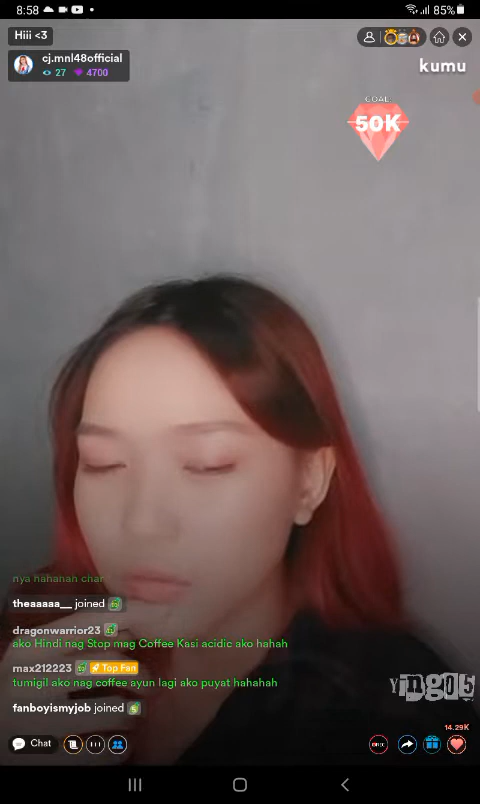 8:58
85%
Hiii <3
cj.mnl48official
27 4700
kumu
GOAL
50K
nya hahanah char
theaaaaa__ joined
dragonwarrior23
ako Hindi nag Stop mag Coffee Kasi acidic ako hahah
max212223 Top Fan
tumigil ako nag coffee ayun lagi ako puyat hahahah
fanboyismyjob joined
Ying05
14.29K
Chat